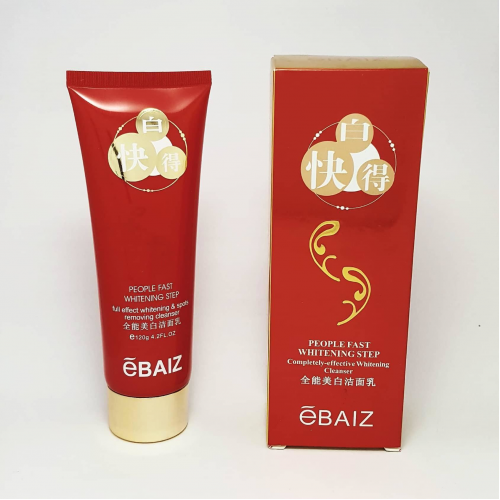 白
快得
PEOPLE FAST
WHITENING STEP
full effect whitening & spots
removing cleanser
全能美白洁面乳
℮120g 4.2FL.OZ
ēBAIZ
白
快得
PEOPLE FAST
WHITENING STEP
Completely-effective Whitening
Cleanser
全能美白洁面乳
ēBAIZ